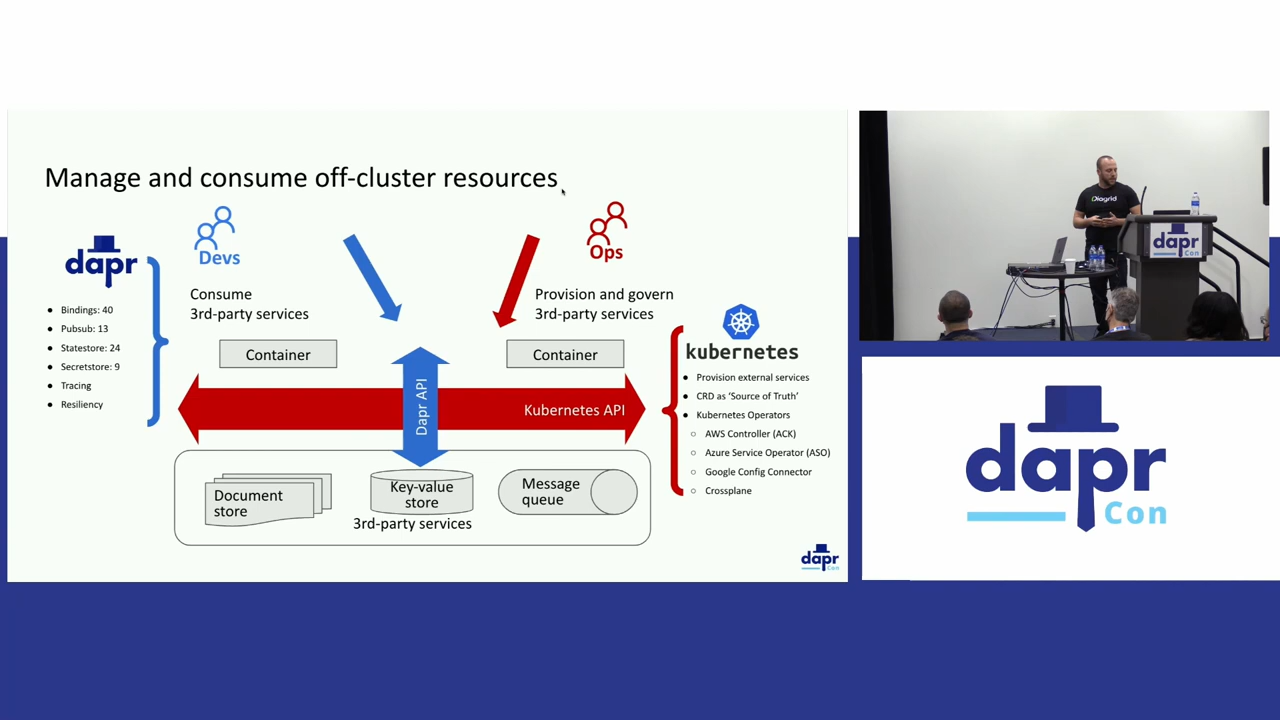 Manage and consume off-cluster resources
dapr
Devs
Ops
Bindings: 40
Pubsub: 13
Statestore: 24
Secretstore: 9
Tracing
Resiliency
Consume
3rd-party services
Provision and govern
3rd-party services
Container
Container
Dapr API
Kubernetes API
Document
store
Key-value
store
Message
queue
3rd-party services
kubernetes
Provision external services
CRD as ‘Source of Truth’
Kubernetes Operators
AWS Controller (ACK)
Azure Service Operator (ASO)
Google Config Connector
Crossplane
dapr
Con
Diagrid
dapr
Con
dapr
Con